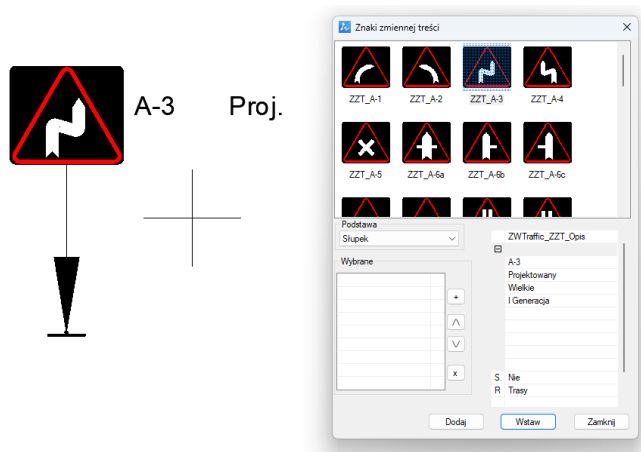 A-3 Proj.
Znaki zmiennej treści
ZZT_A-1 ZZT_A-2 ZZT_A-3 ZZT_A-4
ZZT_A-5 ZZT_A-6a ZZT_A-6b ZZT_A-6c
Podstawa
Słupek
Wybrane
+
x
ZWTraffic_ZZT_Opis
A-3
Projektowany
Wielkie
I Generacja
S. Nie
R Trasy
Dodaj Wstaw Zamknij